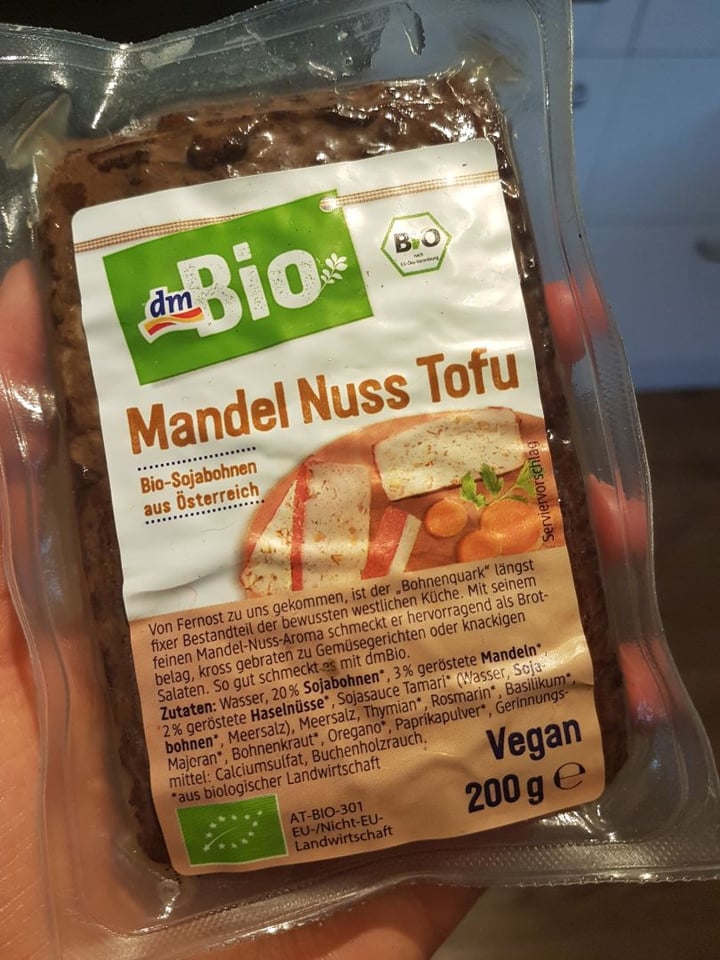 dm Bio
BIO
nach
EG-Öko-Verordnung
Mandel Nuss Tofu
Bio-Sojabohnen
aus Österreich
Serviervorschlag
Von Fernost zu uns gekommen, ist der „Bohnenquark“ längst
fixer Bestandteil der bewussten westlichen Küche. Mit seinem
feinen Mandel-Nuss-Aroma schmeckt er hervorragend als Brot-
belag, kross gebraten zu Gemüsegerichten oder knackigen
Salaten. So gut schmeckt es mit dmBio.
Zutaten: Wasser, 20% Sojabohnen*, 3% geröstete Mandeln*,
2% geröstete Haselnüsse*, Sojasauce Tamari* (Wasser, Soja-
bohnen*, Meersalz), Meersalz, Thymian*, Rosmarin*, Basilikum*,
Majoran*, Bohnenkraut*, Oregano*, Paprikapulver*, Gerinnungs-
mittel: Calciumsulfat, Buchenholzrauch.
*aus biologischer Landwirtschaft
Vegan
200 g e
AT-BIO-301
EU-/Nicht-EU-
Landwirtschaft